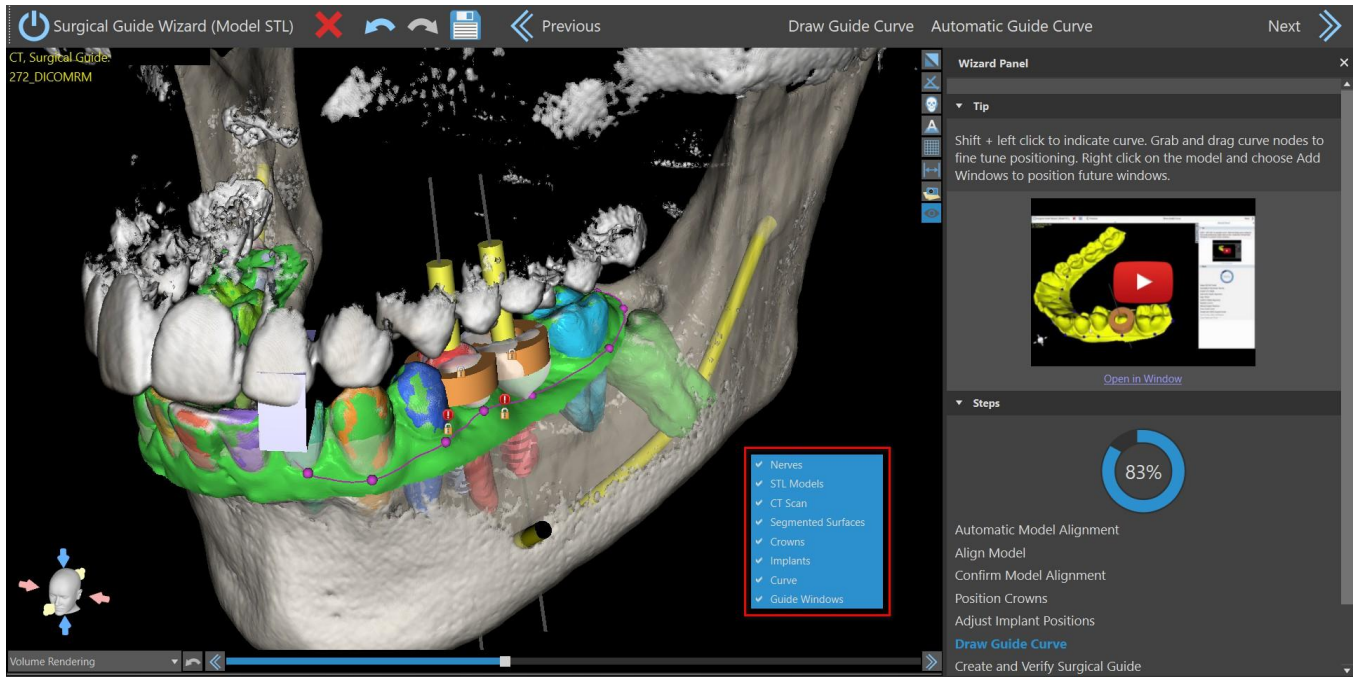 Surgical Guide Wizard (Model STL)
Previous
Draw Guide Curve
Automatic Guide Curve
Next
CT, Surgical Guide:
272_DICOMRM
Wizard Panel
Tip
Shift + left click to indicate curve. Grab and drag curve nodes to
fine tune positioning. Right click on the model and choose Add
Windows to position future windows.
Open in Window
Steps
83%
Automatic Model Alignment
Align Model
Confirm Model Alignment
Position Crowns
Adjust Implant Positions
Draw Guide Curve
Create and Verify Surgical Guide
Nerves
STL Models
CT Scan
Segmented Surfaces
Crowns
Implants
Curve
Guide Windows
Volume Rendering